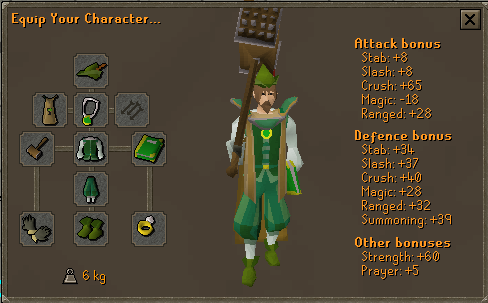 Equip Your Character...
Attack bonus
Stab: +8
Slash: +8
Crush: +65
Magic: -18
Ranged: +28
Defence bonus
Stab: +34
Slash: +37
Crush: +40
Magic: +28
Ranged: +32
Summoning: +39
Other bonuses
Strength: +60
Prayer: +5
6 kg